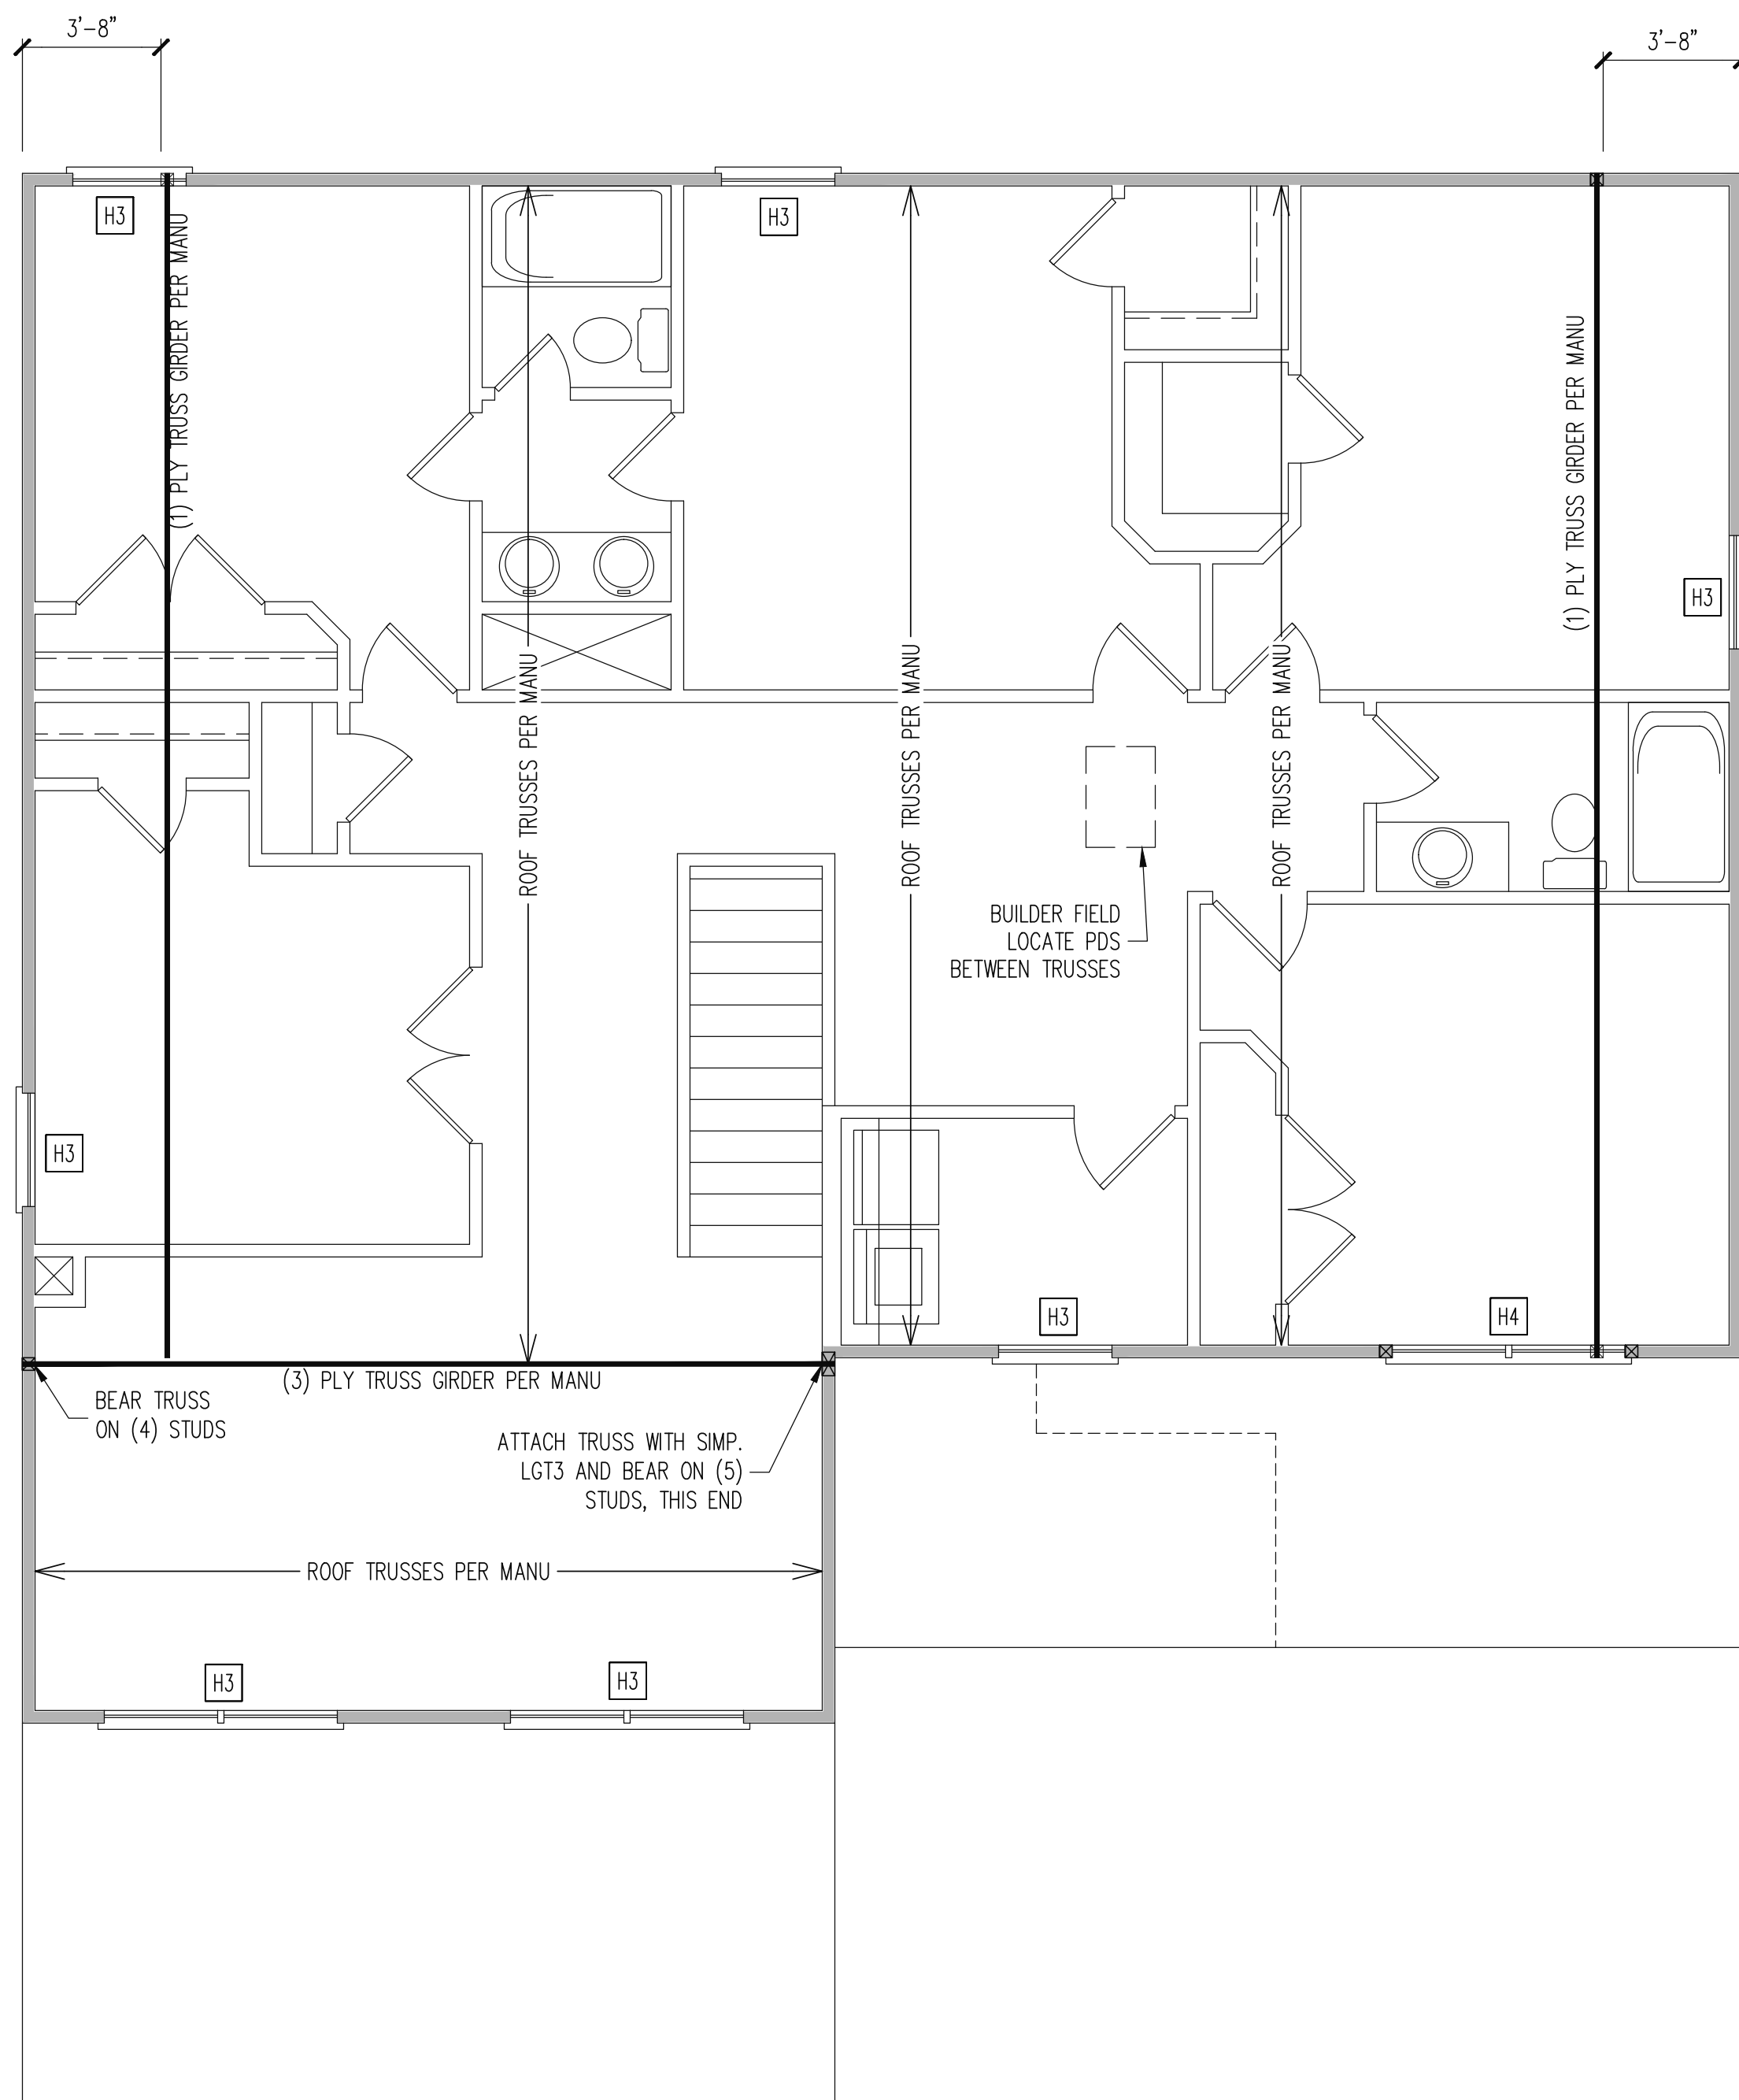 3'-8"
3'-8"
H3
H3
(1) PLY TRUSS GIRDER PER MANU
(1) PLY TRUSS GIRDER PER MANU
H3
ROOF TRUSSES PER MANU
ROOF TRUSSES PER MANU
ROOF TRUSSES PER MANU
BUILDER FIELD
LOCATE PDS
BETWEEN TRUSSES
H3
H3
H4
(3) PLY TRUSS GIRDER PER MANU
BEAR TRUSS
ON (4) STUDS
ATTACH TRUSS WITH SIMP.
LGT3 AND BEAR ON (5)
STUDS, THIS END
ROOF TRUSSES PER MANU
H3
H3